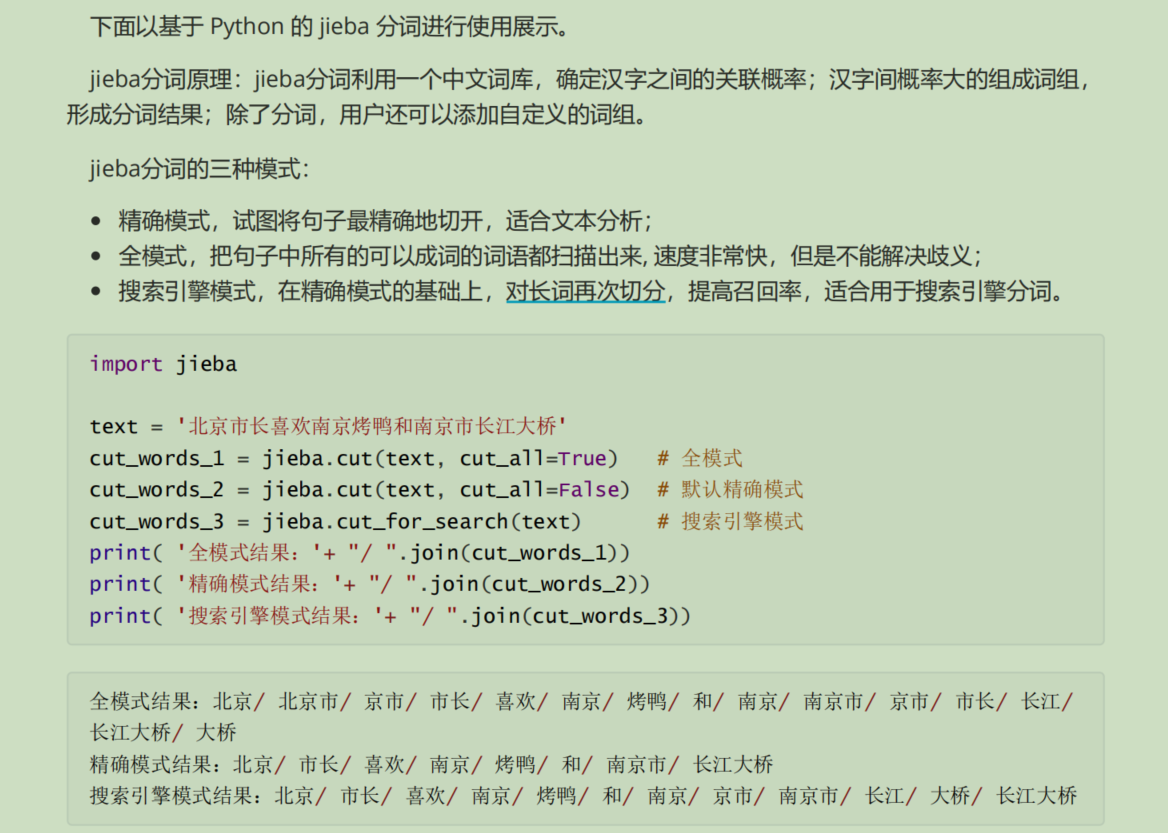 下面以基于 Python 的 jieba 分词进行使用展示。
jieba分词原理：jieba分词利用一个中文词库，确定汉字之间的关联概率；汉字间概率大的组成词组，
形成分词结果；除了分词，用户还可以添加自定义的词组。
jieba分词的三种模式：
• 精确模式，试图将句子最精确地切开，适合文本分析；
• 全模式，把句子中所有的可以成词的词语都扫描出来, 速度非常快，但是不能解决歧义；
• 搜索引擎模式，在精确模式的基础上，对长词再次切分，提高召回率，适合用于搜索引擎分词。
import jieba
text = '北京市长喜欢南京烤鸭和南京市长江大桥'
cut_words_1 = jieba.cut(text, cut_all=True)   # 全模式
cut_words_2 = jieba.cut(text, cut_all=False)  # 默认精确模式
cut_words_3 = jieba.cut_for_search(text)      # 搜索引擎模式
print( '全模式结果：'+ "/ ".join(cut_words_1))
print( '精确模式结果：'+ "/ ".join(cut_words_2))
print( '搜索引擎模式结果：'+ "/ ".join(cut_words_3))
全模式结果：北京/ 北京市/ 京市/ 市长/ 喜欢/ 南京/ 烤鸭/ 和/ 南京/ 南京市/ 京市/ 市长/ 长江/
长江大桥/ 大桥
精确模式结果：北京/ 市长/ 喜欢/ 南京/ 烤鸭/ 和/ 南京市/ 长江大桥
搜索引擎模式结果：北京/ 市长/ 喜欢/ 南京/ 烤鸭/ 和/ 南京/ 京市/ 南京市/ 长江/ 大桥/ 长江大桥